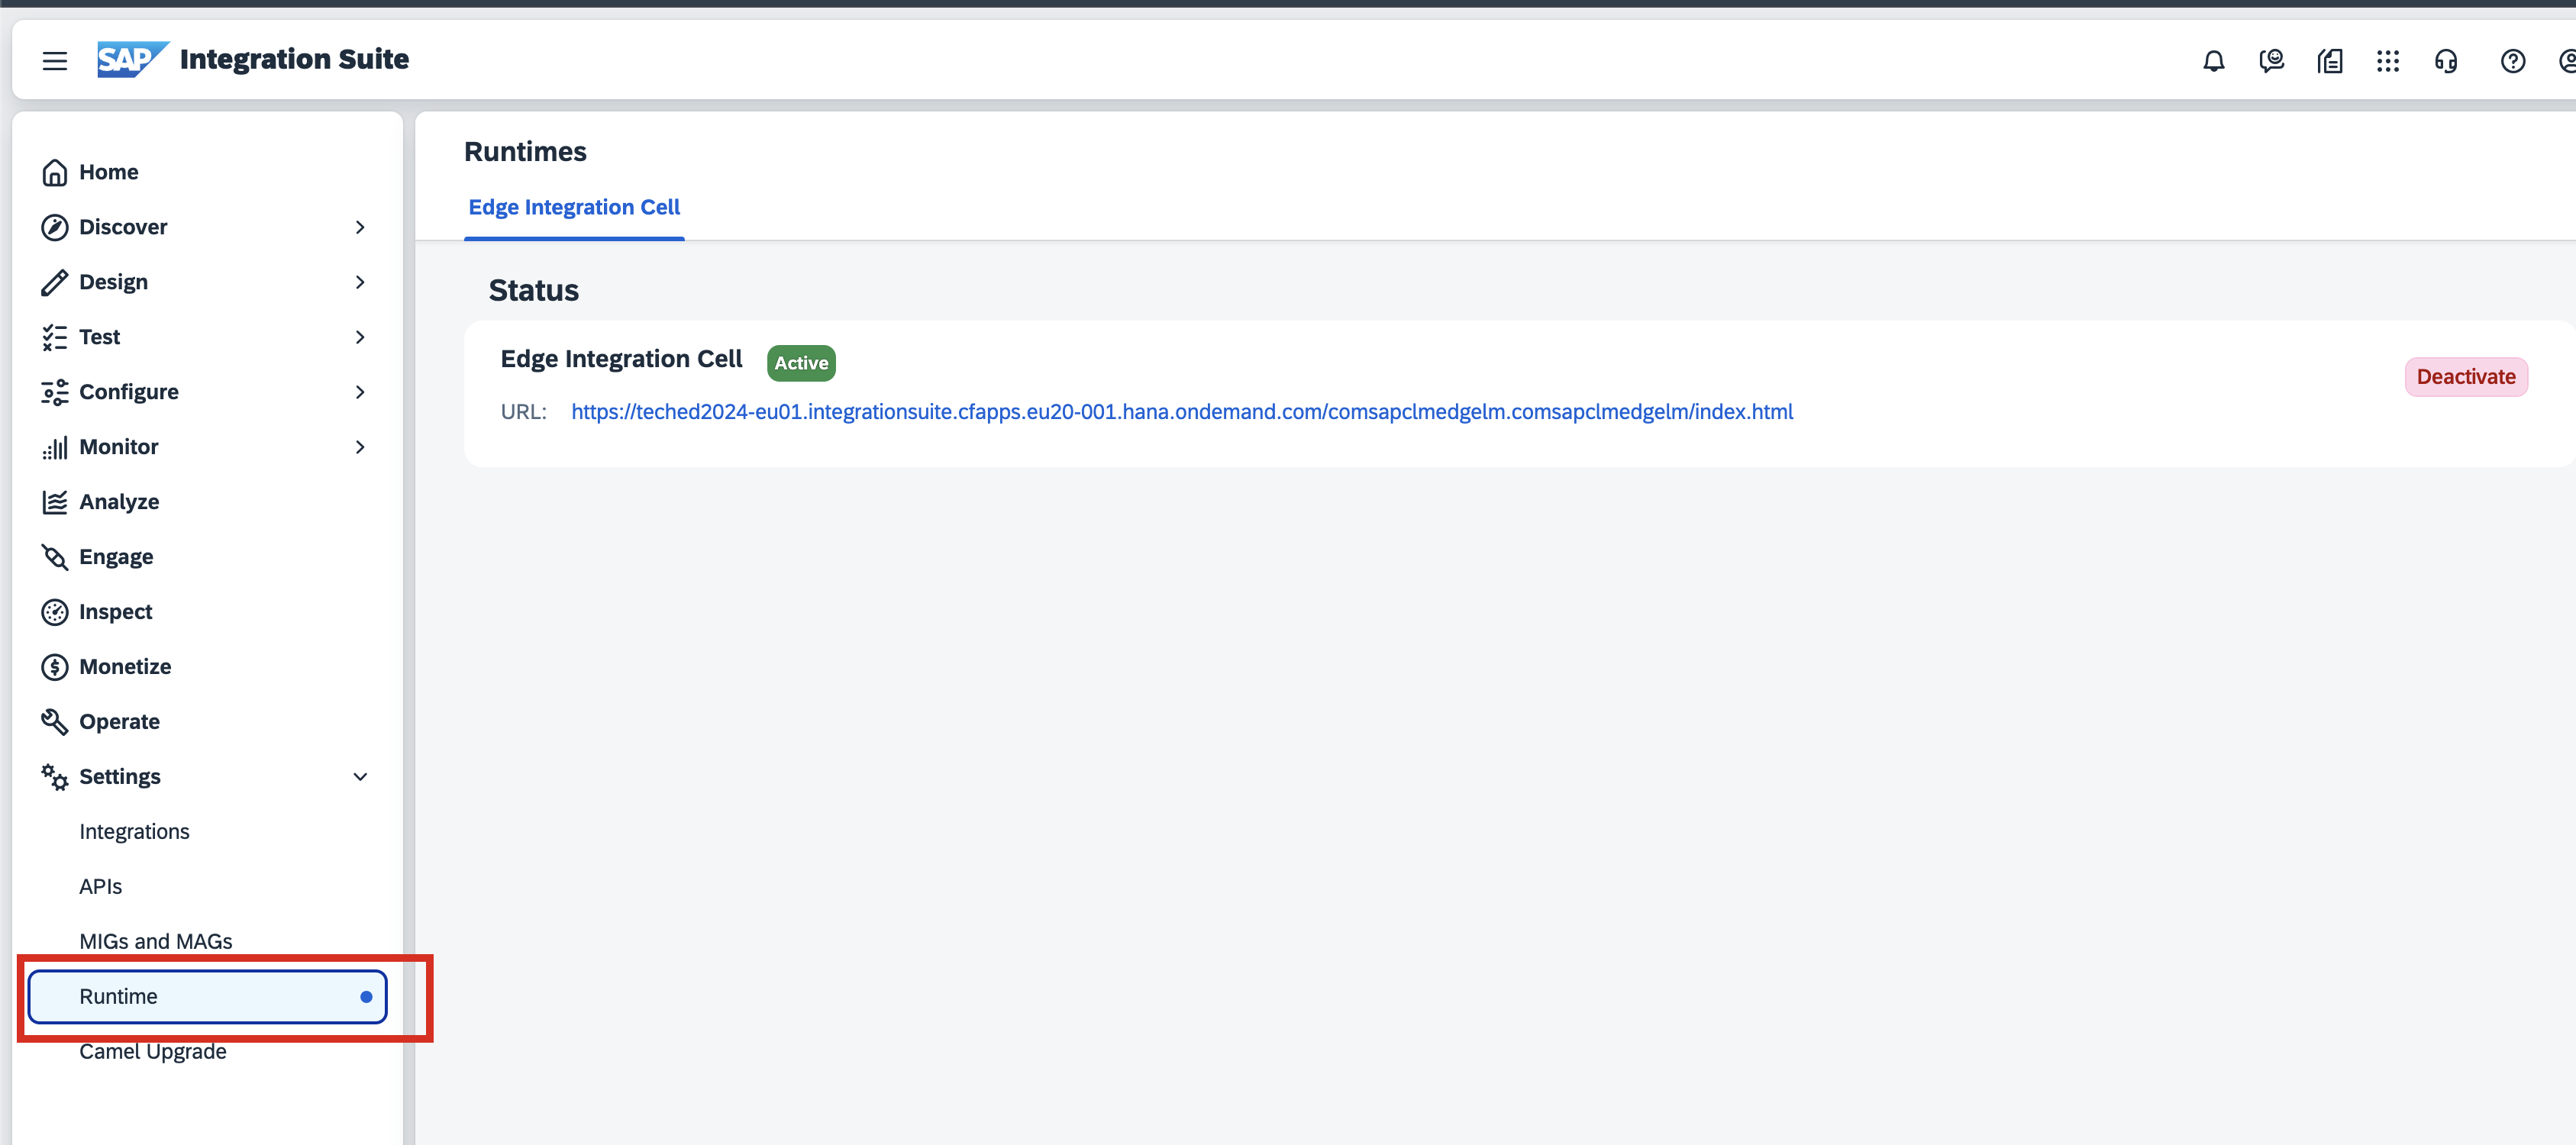 SAP Integration Suite
Home
Discover
Design
Test
Configure
Monitor
Analyze
Engage
Inspect
Monetize
Operate
Settings
Integrations
APIs
MIGs and MAGs
Runtime
Camel Upgrade
Runtimes
Edge Integration Cell
Status
Edge Integration Cell Active
Deactivate
URL: https://teched2024-eu01.integrationsuite.cfapps.eu20-001.hana.ondemand.com/comsapclmedgelm.comsapclmedgelm/index.html